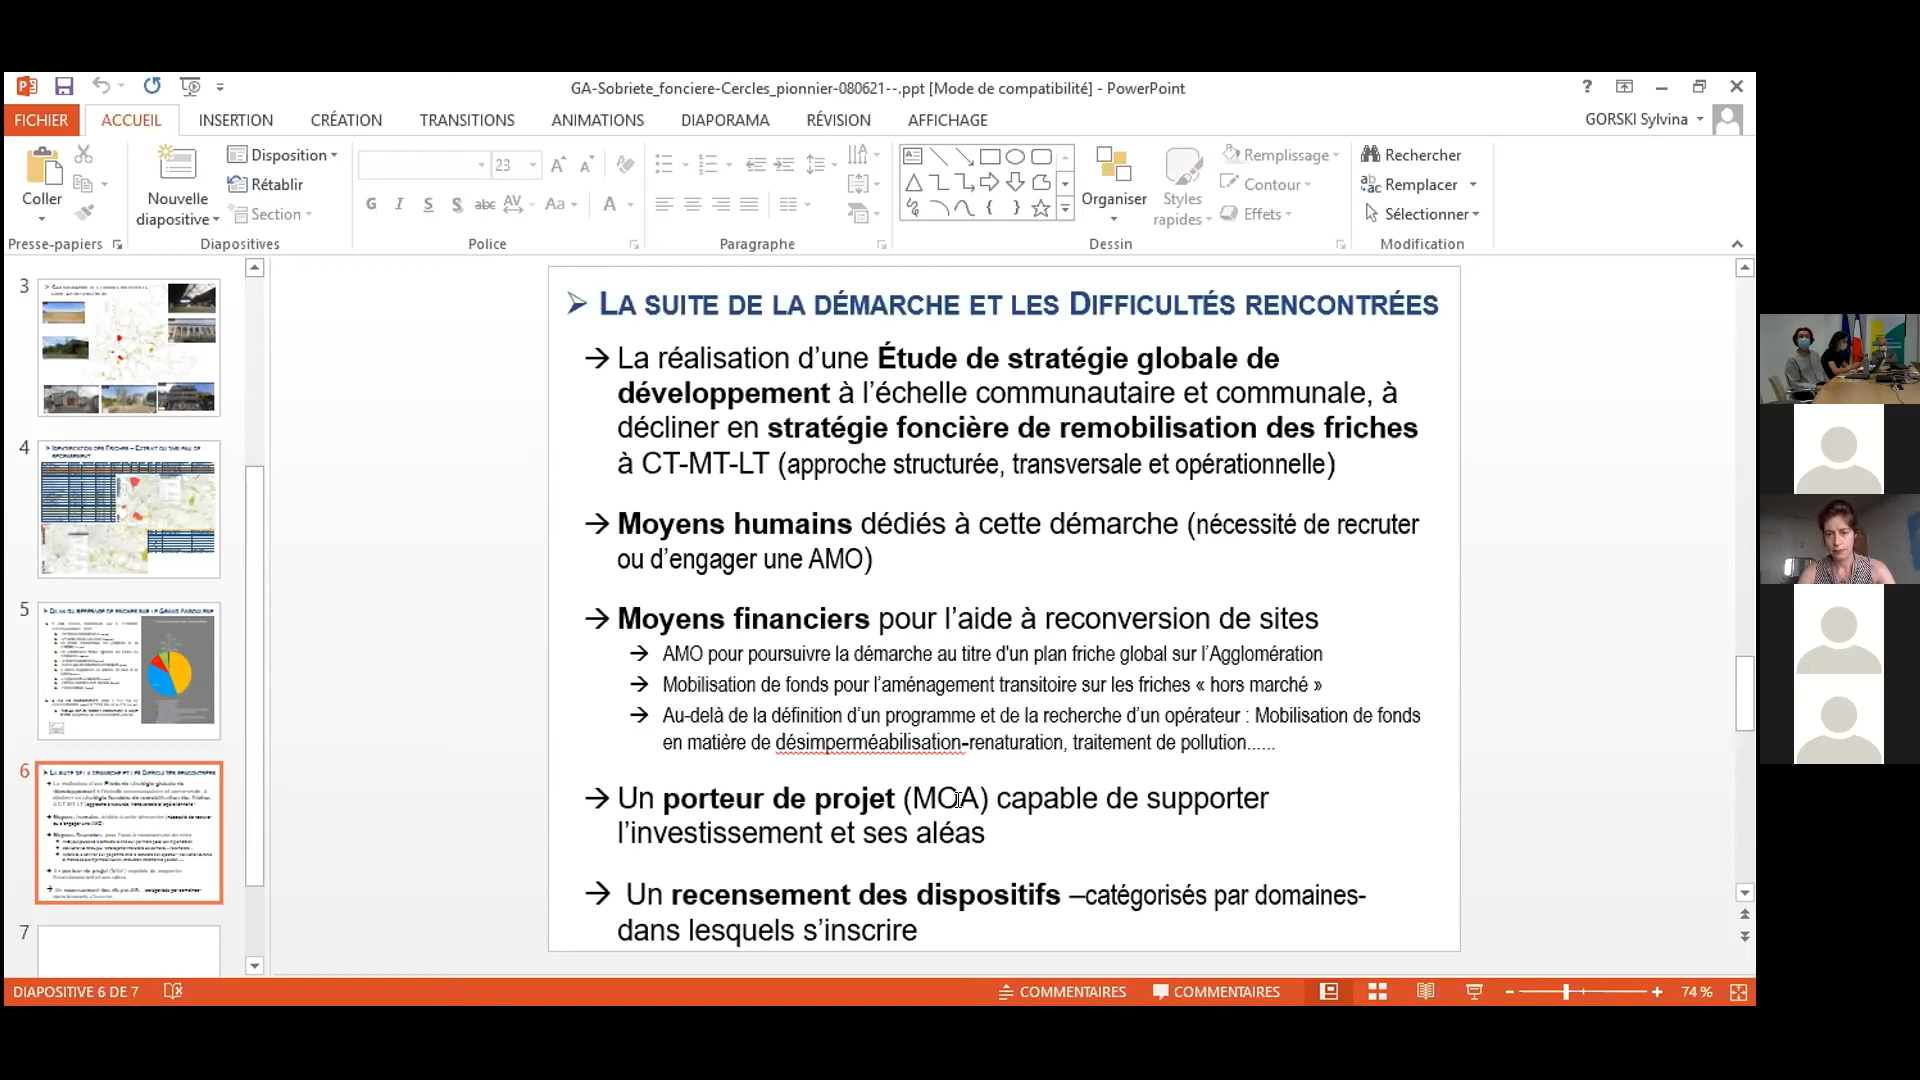 GA-Sobriete_fonciere-Cercles_pionnier-080621--.ppt [Mode de compatibilité] - PowerPoint
FICHIER ACCUEIL INSERTION CRÉATION TRANSITIONS ANIMATIONS DIAPORAMA RÉVISION AFFICHAGE GORSKI Sylvina
Coller
Nouvelle diapositive
Disposition
Rétablir
Section
23
G I S S abc AV Aa A
Organiser
Styles rapides
Remplissage
Contour
Effets
Rechercher
Remplacer
Sélectionner
Presse-papiers Diapositives Police Paragraphe Dessin Modification
3
4
5
6
7
LA SUITE DE LA DÉMARCHE ET LES DIFFICULTÉS RENCONTRÉES
→ La réalisation d’une Étude de stratégie globale de
développement à l’échelle communautaire et communale, à
décliner en stratégie foncière de remobilisation des friches
à CT-MT-LT (approche structurée, transversale et opérationnelle)
→ Moyens humains dédiés à cette démarche (nécessité de recruter
ou d’engager une AMO)
→ Moyens financiers pour l’aide à reconversion de sites
→ AMO pour poursuivre la démarche au titre d'un plan friche global sur l’Agglomération
→ Mobilisation de fonds pour l’aménagement transitoire sur les friches « hors marché »
→ Au-delà de la définition d’un programme et de la recherche d’un opérateur : Mobilisation de fonds
en matière de désimperméabilisation-renaturation, traitement de pollution......
→ Un porteur de projet (MOA) capable de supporter
l’investissement et ses aléas
→ Un recensement des dispositifs –catégorisés par domaines-
dans lesquels s’inscrire
DIAPOSITIVE 6 DE 7 COMMENTAIRES COMMENTAIRES 74 %